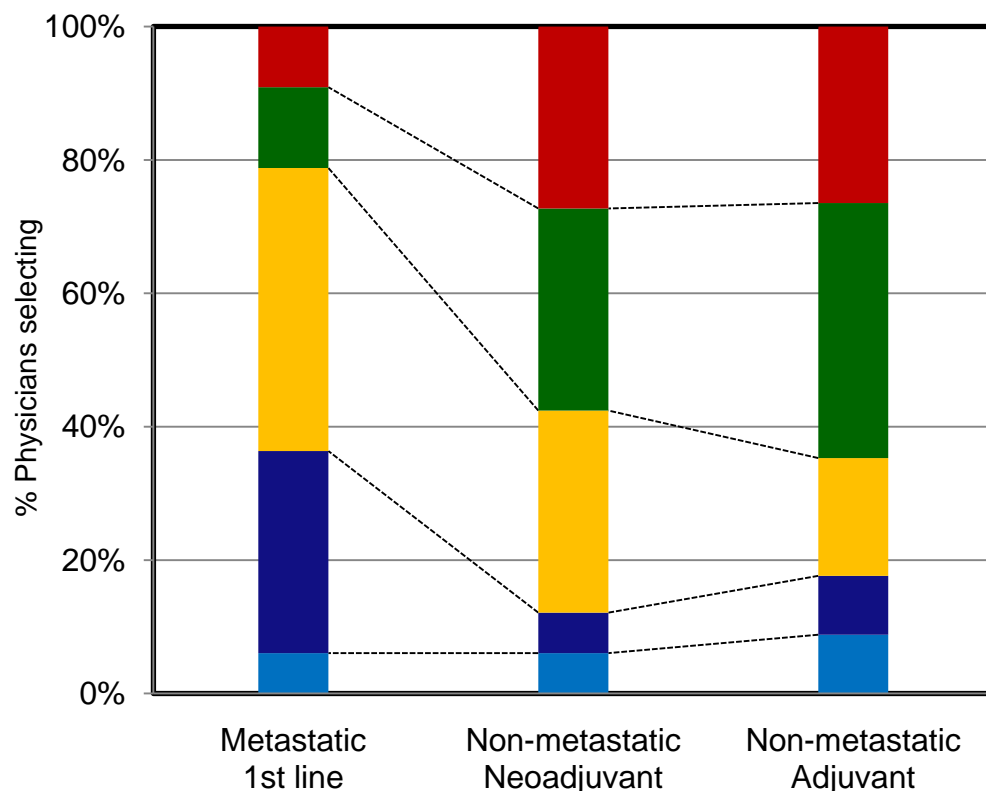 100%
80%
60%
40%
20%
0%
% Physicians selecting
Metastatic
1st line
Non-metastatic
Neoadjuvant
Non-metastatic
Adjuvant